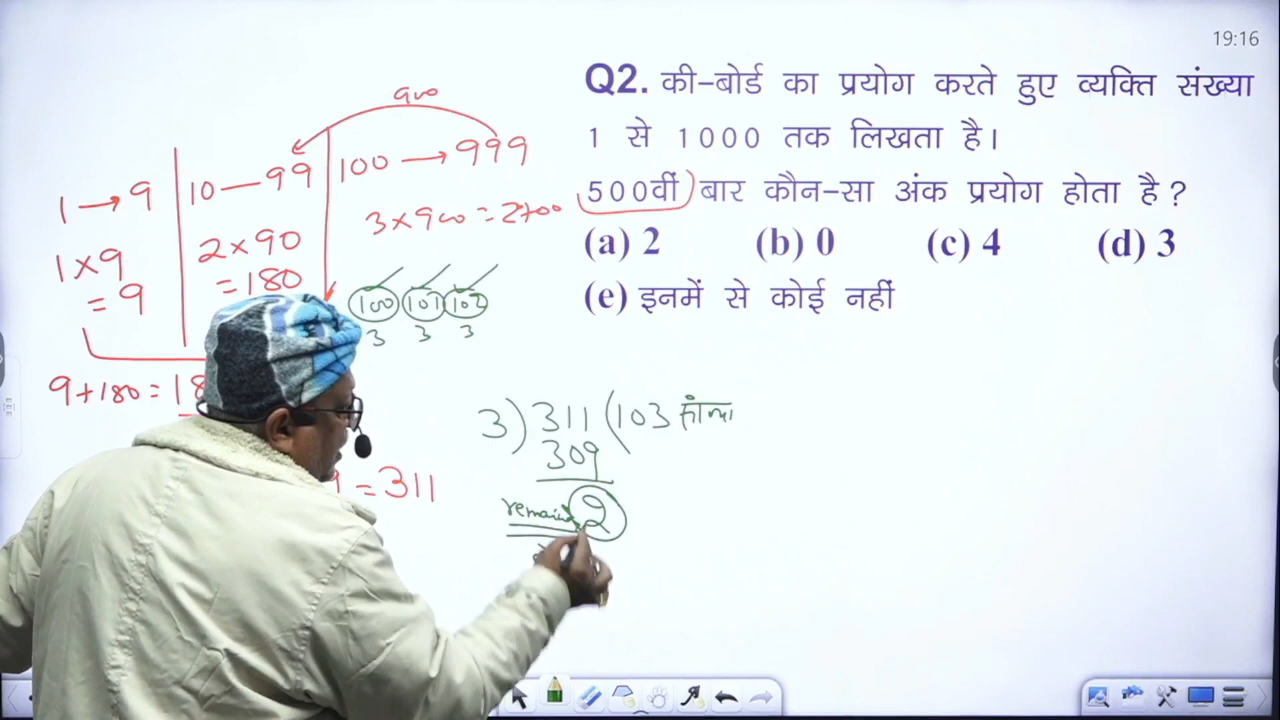 19:16
Q2. की-बोर्ड का प्रयोग करते हुए व्यक्ति संख्या
1 से 1000 तक लिखता है।
500वीं बार कौन-सा अंक प्रयोग होता है?
(a) 2 (b) 0 (c) 4 (d) 3
(e) इनमें से कोई नहीं
900
1 → 9
10 — 99
100 → 999
1×9
= 9
2×90
= 180
3×900 = 2700
100 101 102
3 3 3
9+180 = 18
= 311
3) 311 (103
309
2